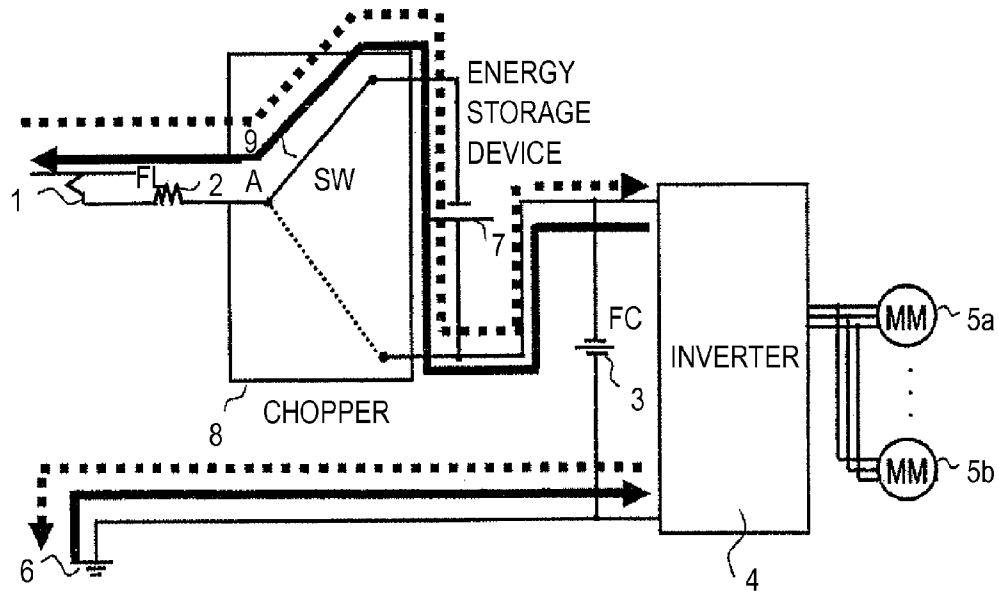 ENERGY
STORAGE
DEVICE
9
FL
2
A
SW
1
7
FC
3
INVERTER
MM
5a
8
CHOPPER
MM
5b
6
4